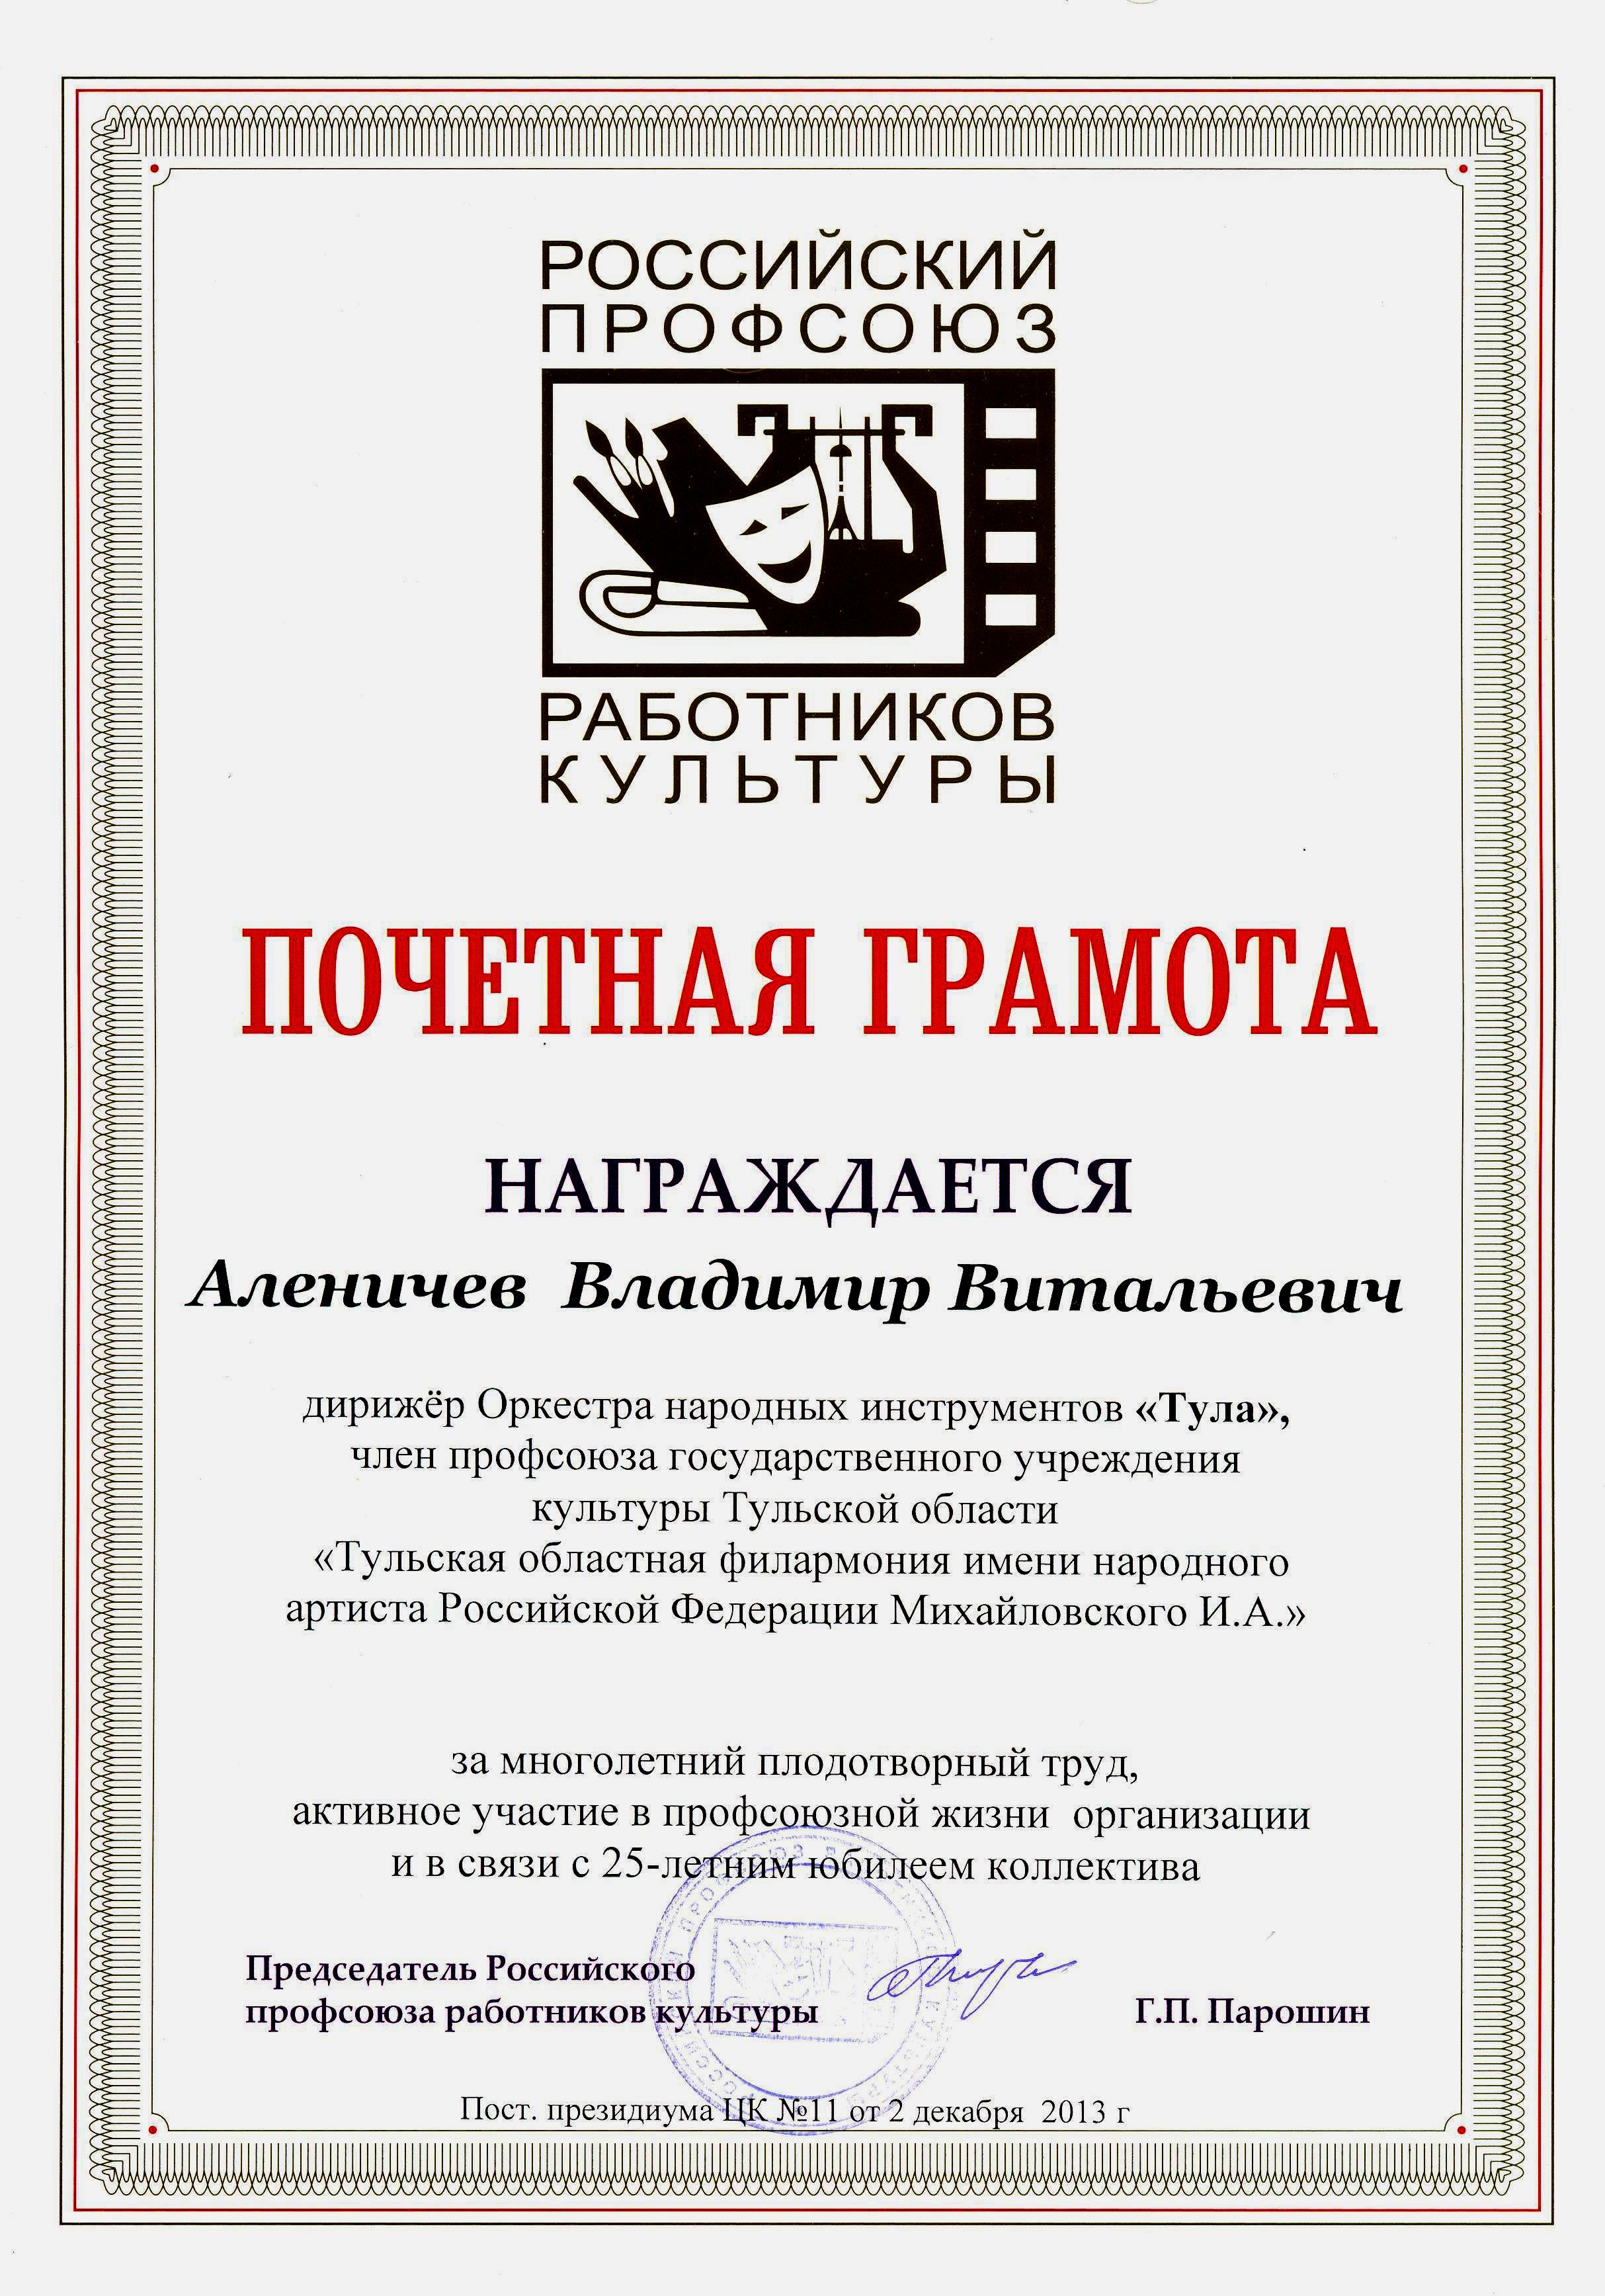 РОССИЙСКИЙ
ПРОФСОЮЗ
РАБОТНИКОВ
КУЛЬТУРЫ
ПОЧЕТНАЯ ГРАМОТА
НАГРАЖДАЕТСЯ
Аленичев Владимир Витальевич
дирижёр Оркестра народных инструментов «Тула»,
член профсоюза государственного учреждения
культуры Тульской области
«Тульская областная филармония имени народного
артиста Российской Федерации Михайловского И.А.»
за многолетний плодотворный труд,
активное участие в профсоюзной жизни организации
и в связи с 25-летним юбилеем коллектива
Председатель Российского
профсоюза работников культуры
Г.П. Парошин
Пост. президиума ЦК №11 от 2 декабря 2013 г